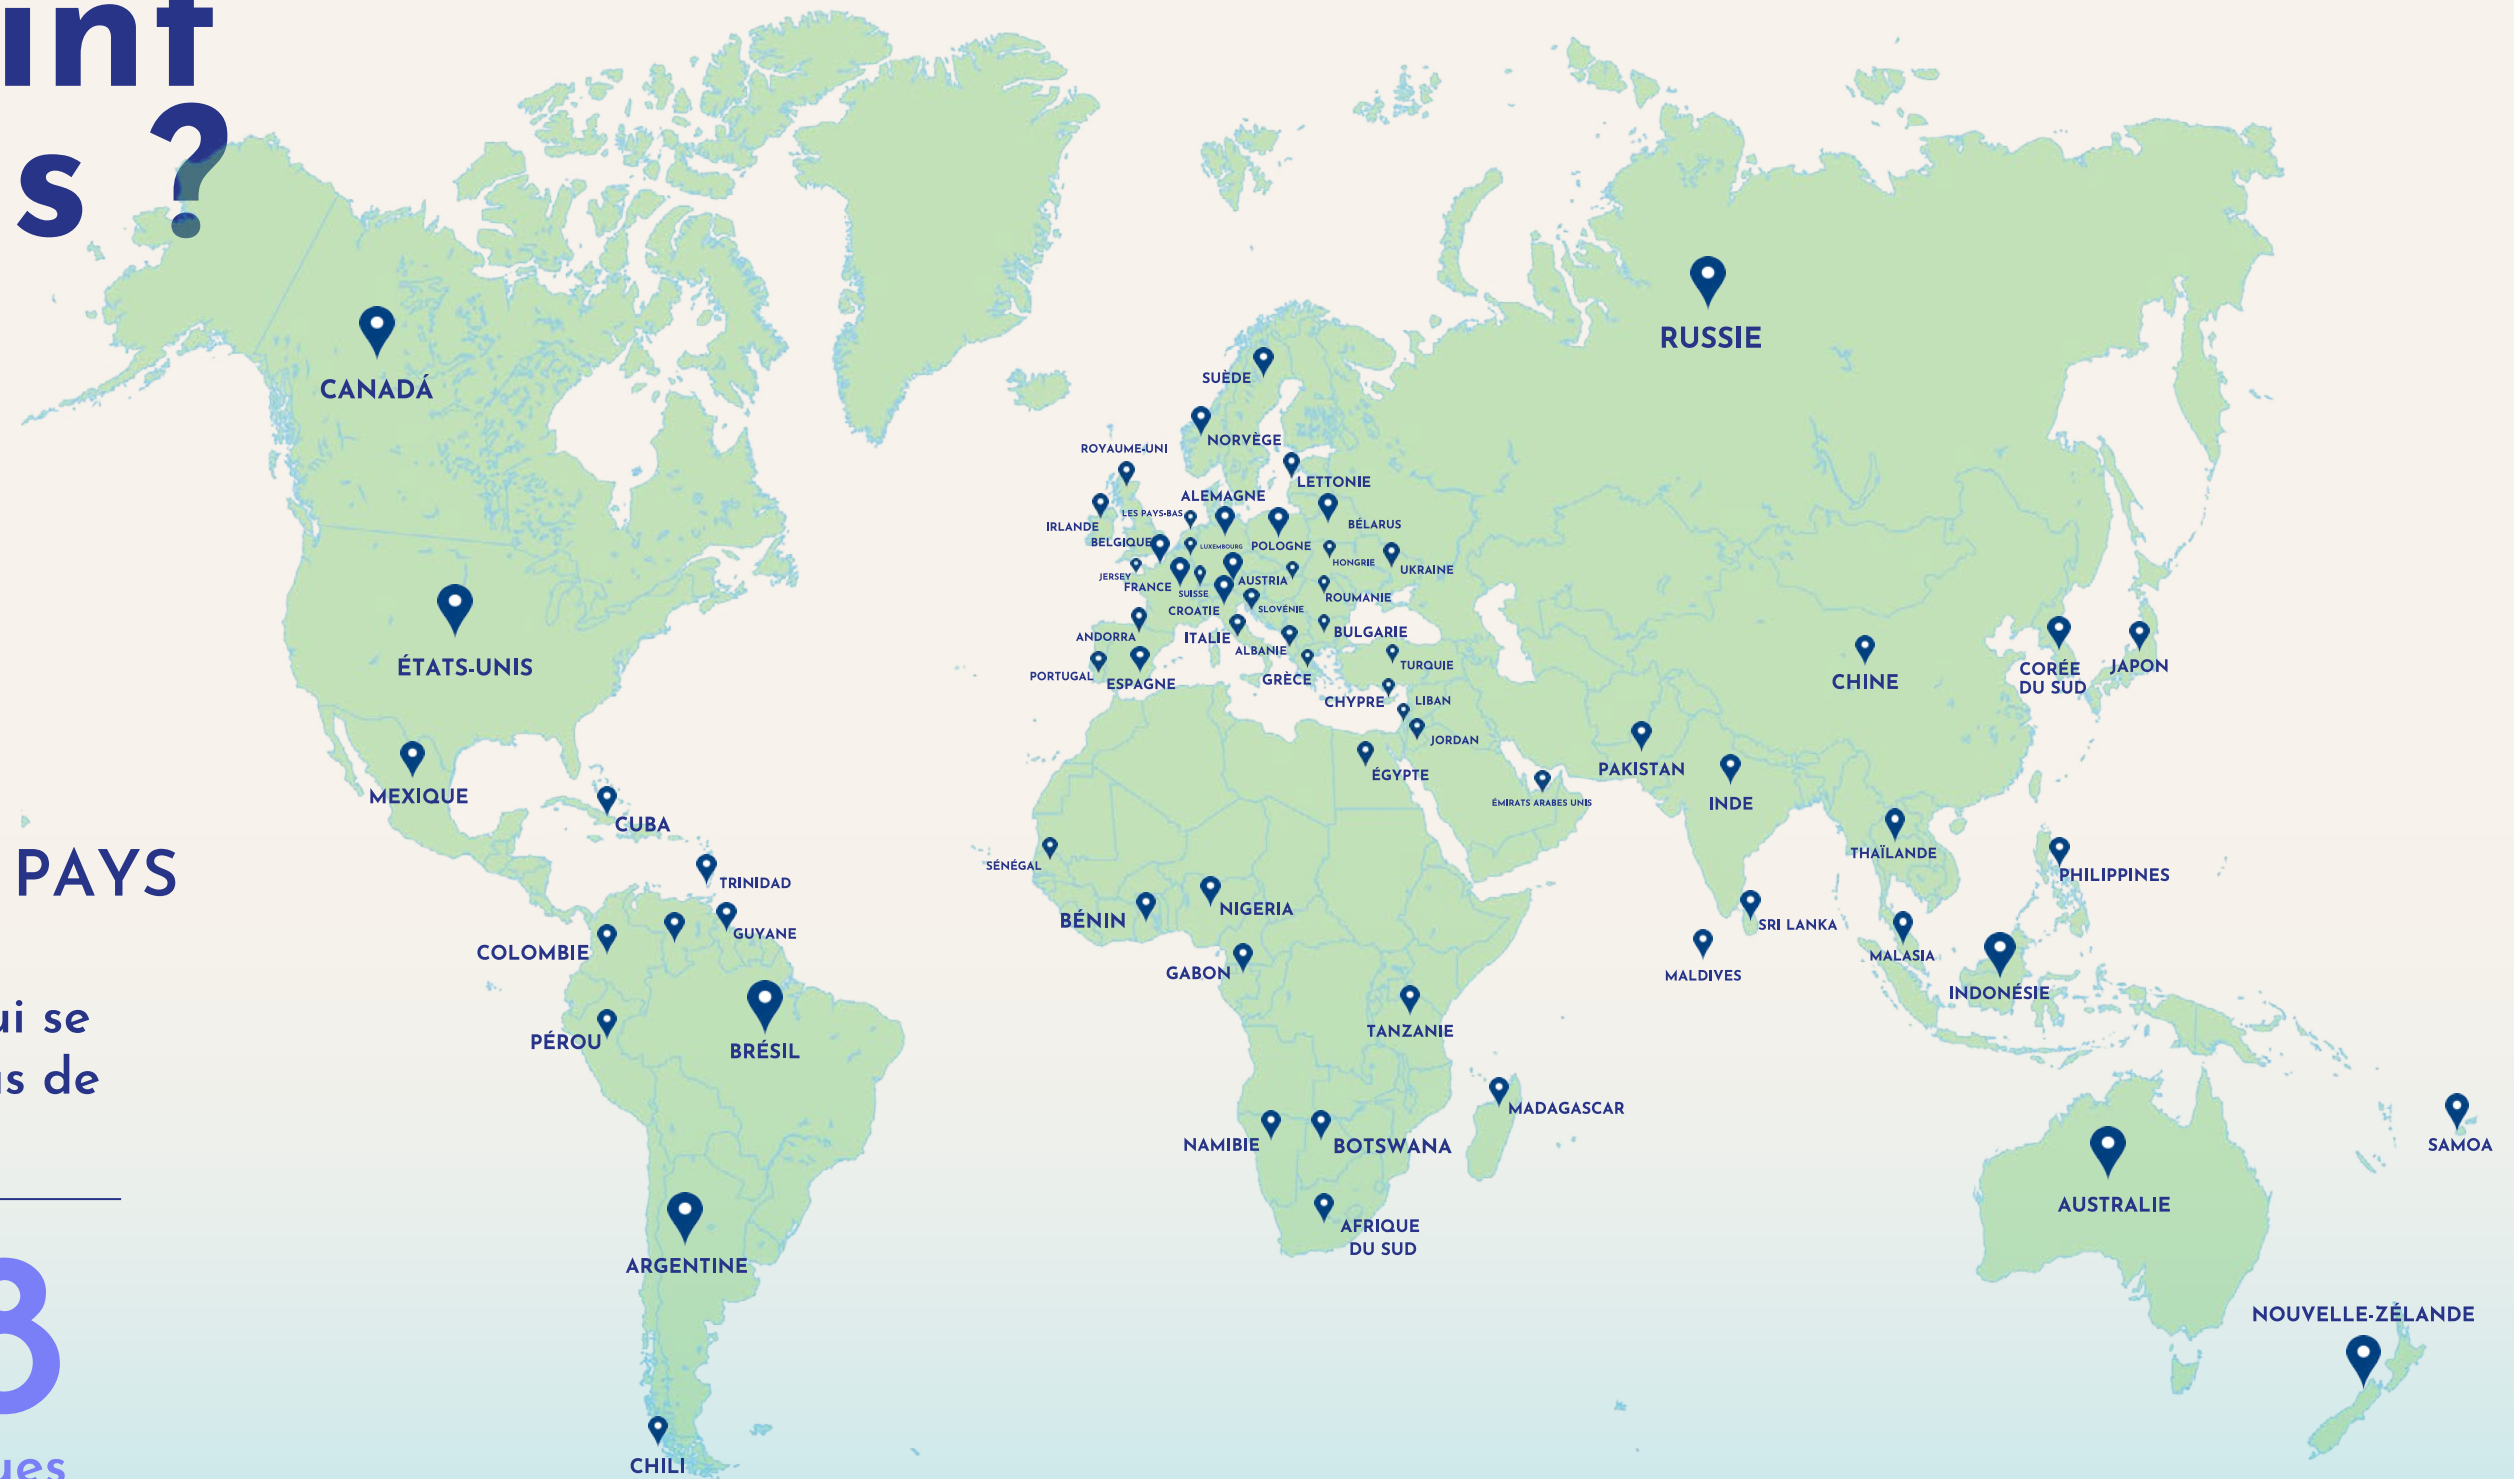 int
s ?
PAYS
ui se
us de
8
ues
CANADÁ
ÉTATS-UNIS
MEXIQUE
CUBA
TRINIDAD
GUYANE
COLOMBIE
PÉROU
BRÉSIL
ARGENTINE
CHILI
RUSSIE
SUÈDE
NORVÈGE
ROYAUME-UNI
LETTONIE
ALEMAGNE
LES PAYS-BAS
IRLANDE
BÉLARUS
BELGIQUE
LUXEMBOURG
POLOGNE
HONGRIE
UKRAINE
JERSEY
FRANCE
SUISSE
AUSTRIA
ROUMANIE
CROATIE
SLOVÉNIE
ANDORRA
ITALIE
BULGARIE
ALBANIE
TURQUIE
PORTUGAL
ESPAGNE
GRÈCE
CHYPRE
LIBAN
JORDAN
ÉGYPTE
ÉMIRATS ARABES UNIS
SÉNÉGAL
BÉNIN
NIGERIA
GABON
TANZANIE
MADAGASCAR
NAMIBIE
BOTSWANA
AFRIQUE
DU SUD
CHINE
CORÉE
DU SUD
JAPON
PAKISTAN
INDE
THAÏLANDE
PHILIPPINES
SRI LANKA
MALDIVES
MALASIA
INDONÉSIE
SAMOA
AUSTRALIE
NOUVELLE-ZÉLANDE